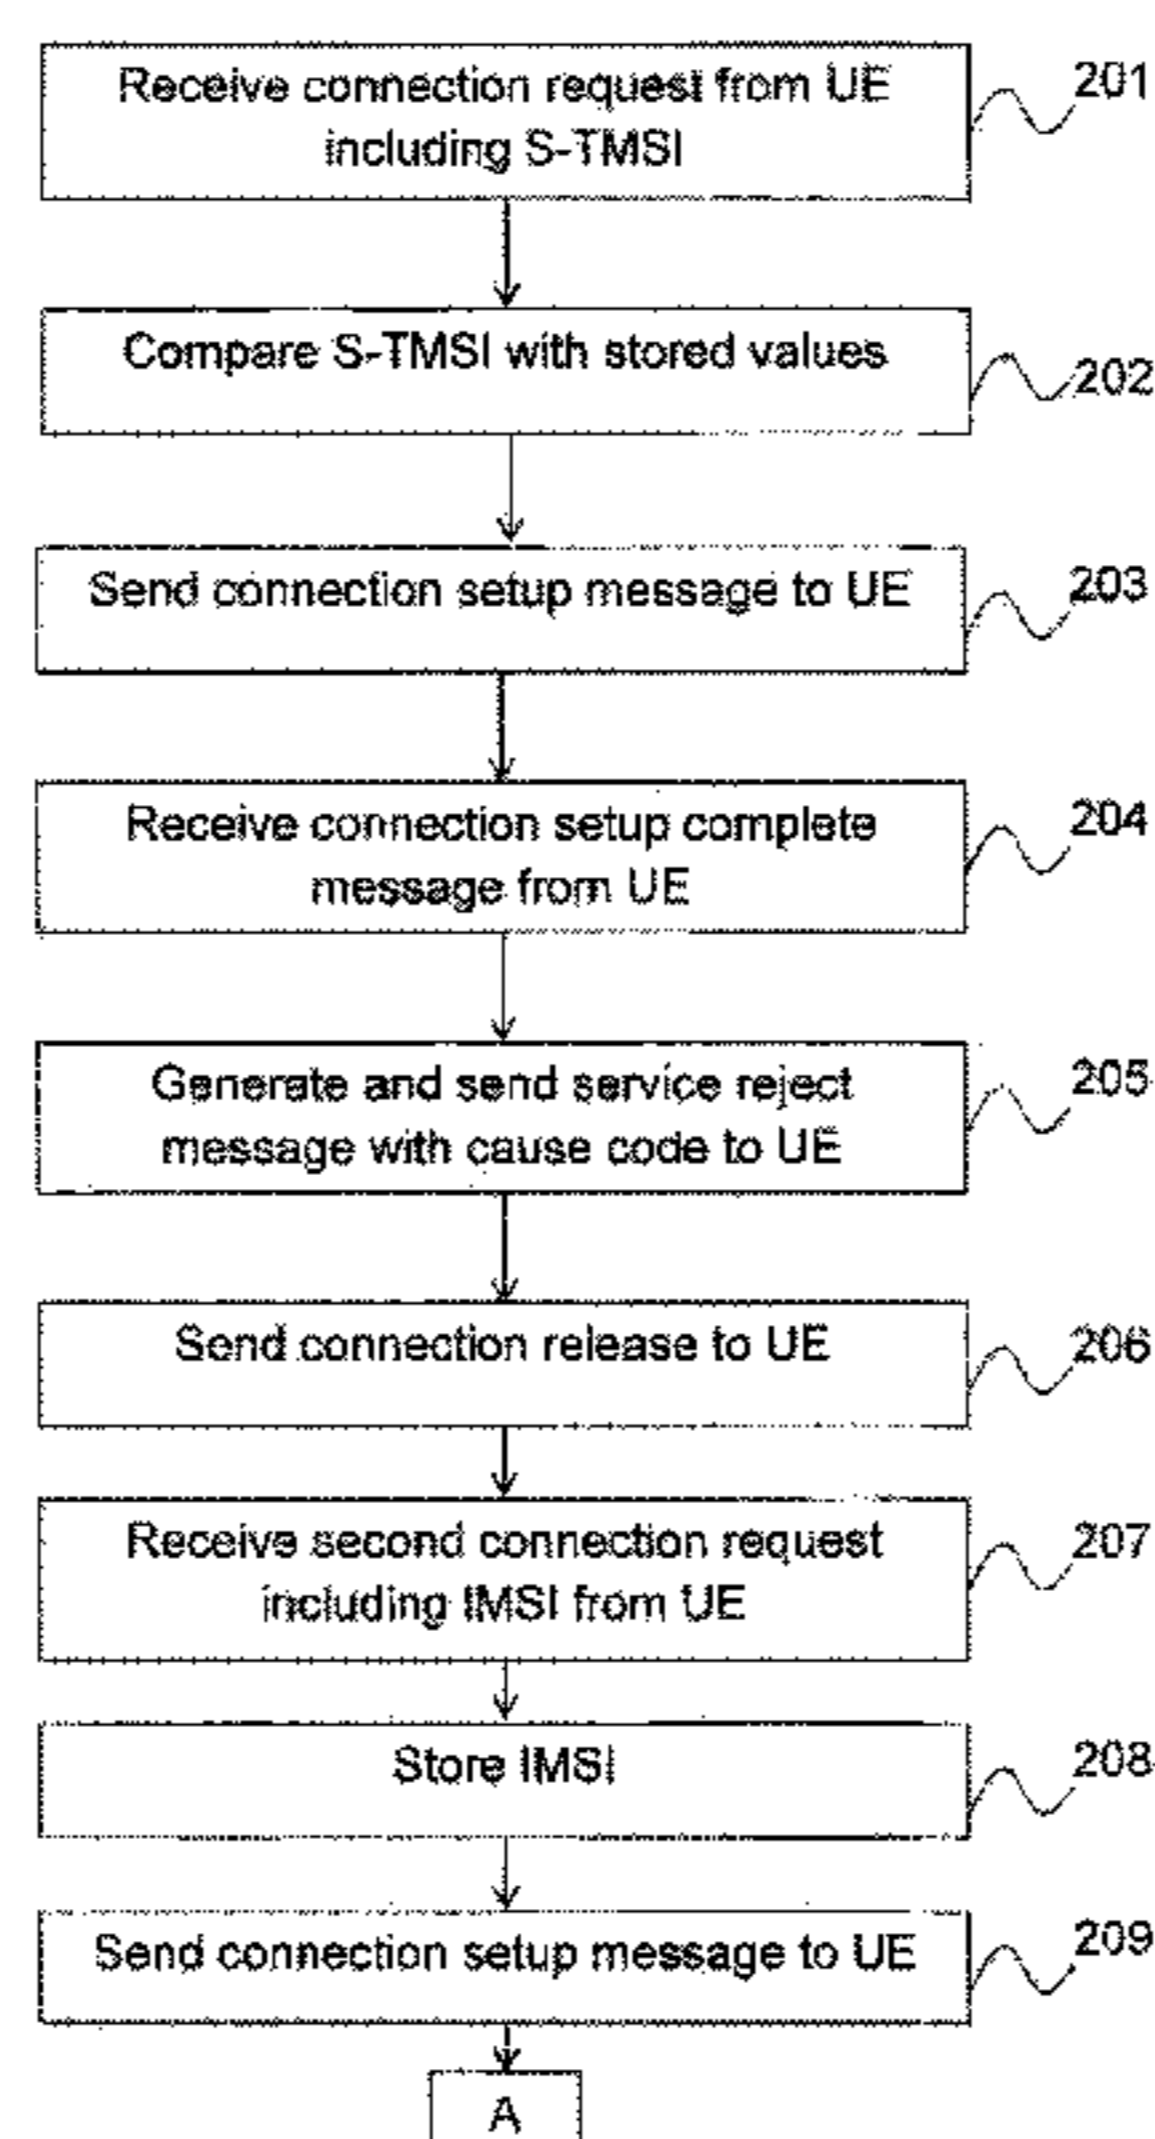 Receive connection request from UE
including S-TMSI
201
Compare S-TMSI with stored values
202
Send connection setup message to UE
203
Receive connection setup complete
message from UE
204
Generate and send service reject
message with cause code to UE
205
Send connection release to UE
206
Receive second connection request
including IMSI from UE
207
Store IMSI
208
Send connection setup message to UE
209
A